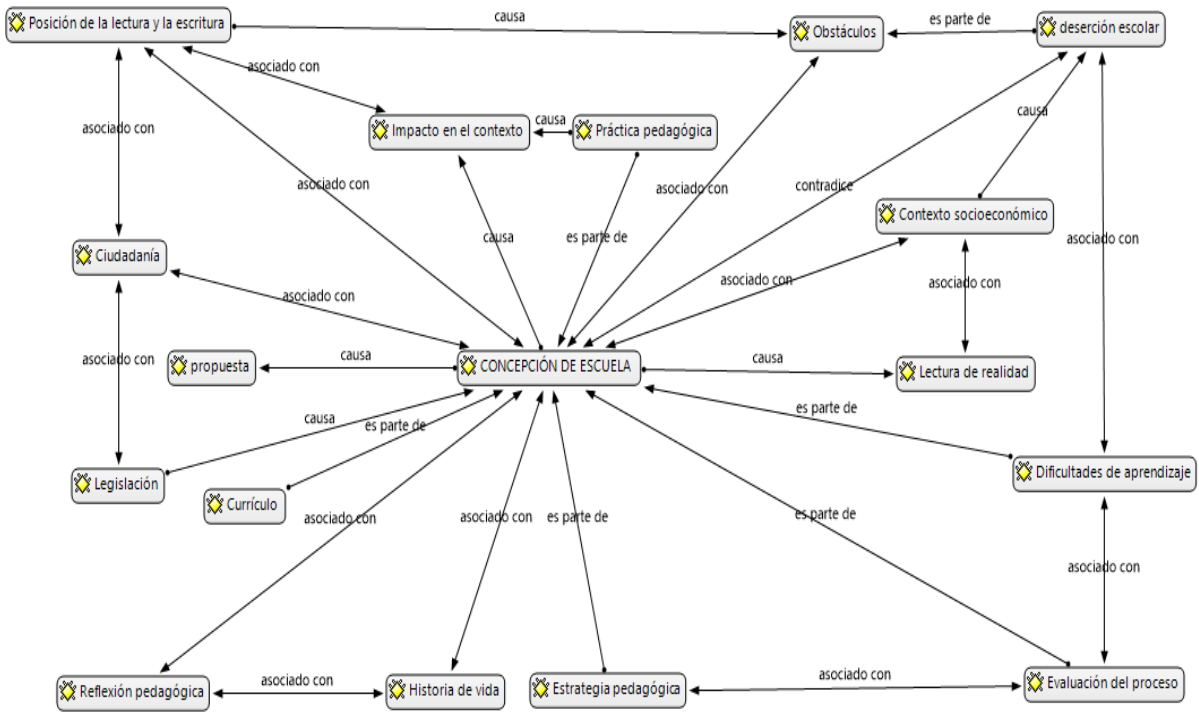 causa
Posición de la lectura y la escritura
Obstáculos
es parte de
deserción escolar
asociado con
causa
Impacto en el contexto
Práctica pedagógica
causa
asociado con
asociado con
asociado con
contradice
Contexto socioeconómico
causa
es parte de
asociado con
Ciudadanía
asociado con
asociado con
asociado con
asociado con
causa
causa
propuesta
CONCEPCIÓN DE ESCUELA
Lectura de realidad
causa
es parte de
es parte de
Legislación
Currículo
Dificultades de aprendizaje
asociado con
asociado con
es parte de
es parte de
asociado con
asociado con
asociado con
Reflexión pedagógica
Historia de vida
Estrategia pedagógica
Evaluación del proceso